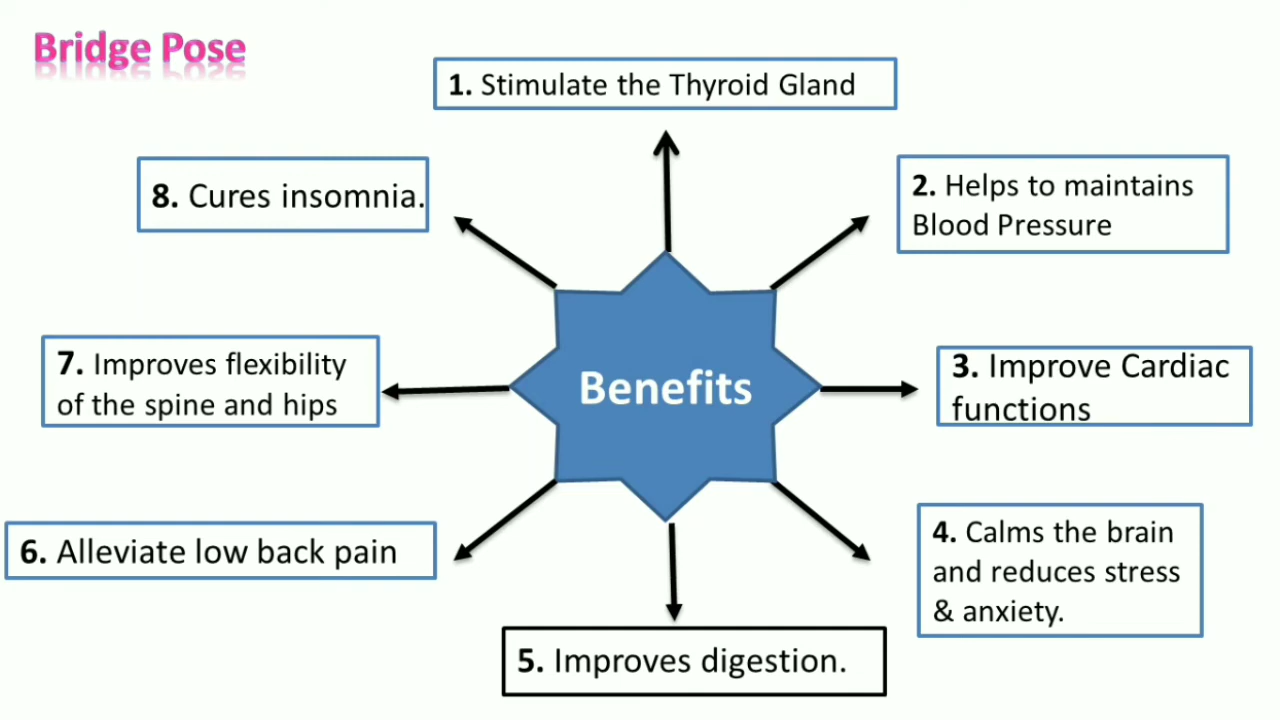 Bridge Pose
1. Stimulate the Thyroid Gland
2. Helps to maintains
Blood Pressure
3. Improve Cardiac
functions
4. Calms the brain
and reduces stress
& anxiety.
5. Improves digestion.
6. Alleviate low back pain
7. Improves flexibility
of the spine and hips
8. Cures insomnia.
Benefits